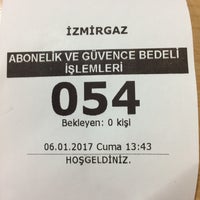 İZMİRGAZ
ABONELİK VE GÜVENCE BEDELİ
İŞLEMLERİ
054
Bekleyen: 0 kişi
06.01.2017 Cuma 13:43
HOŞGELDİNİZ.